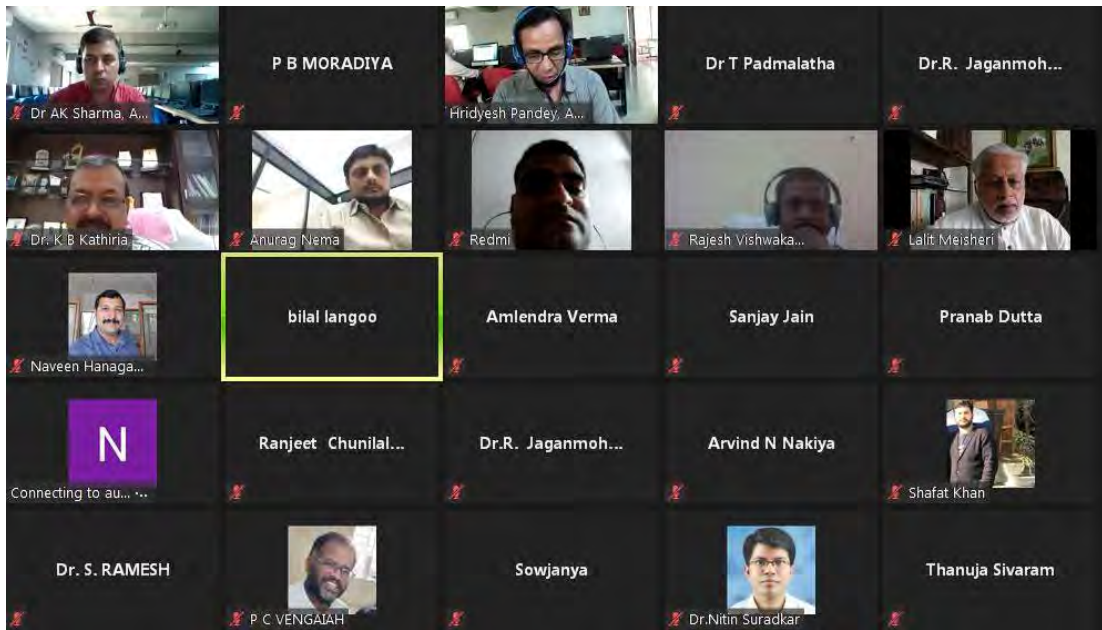 Dr AK Sharma, A...
P B MORADIYA
Hridyesh Pandey, A...
Dr T Padmalatha
Dr.R. Jaganmoh...
Dr. K B Kathiria
Anurag Nema
Redmi
Rajesh Vishwaka...
Lalit Meisheri
Naveen Hanaga...
bilal langoo
Amlendra Verma
Sanjay Jain
Pranab Dutta
N
Connecting to au... ...
Ranjeet Chunilal...
Dr.R. Jaganmoh...
Arvind N Nakiya
Shafat Khan
Dr. S. RAMESH
P C VENGAIAH
Sowjanya
Dr.Nitin Suradkar
Thanuja Sivaram